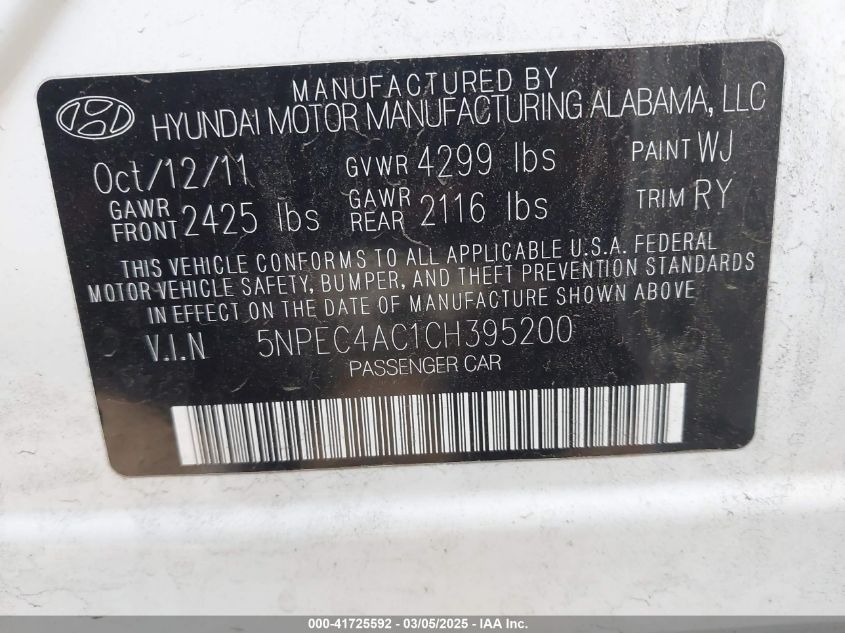 MANUFACTURED BY
HYUNDAI MOTOR MANUFACTURING ALABAMA, LLC
Oct/12/11 GVWR 4299 lbs PAINT WJ
GAWR FRONT 2425 lbs GAWR REAR 2116 lbs TRIM RY
THIS VEHICLE CONFORMS TO ALL APPLICABLE U.S.A. FEDERAL
MOTOR-VEHICLE SAFETY, BUMPER, AND THEFT PREVENTION STANDARDS
IN EFFECT ON THE DATE OF MANUFACTURE SHOWN ABOVE
V.I.N 5NPEC4AC1CH395200
PASSENGER CAR
000-41725592 - 03/05/2025 - IAA Inc.